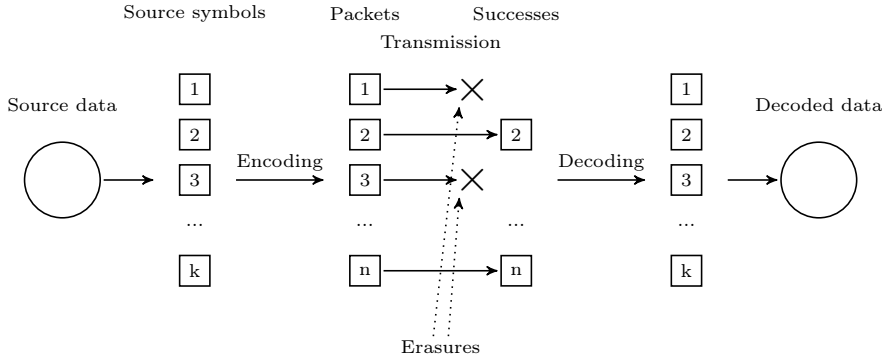 Source symbols
Packets
Successes
Transmission
Source data
1
2
3
...
k
Encoding
1
2
3
...
n
2
...
n
Erasures
Decoding
1
2
3
...
k
Decoded data